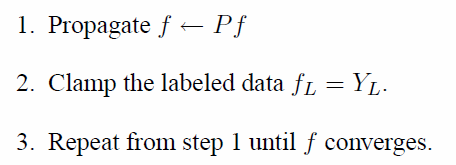 1. Propagate f ← Pf
2. Clamp the labeled data f_L = Y_L.
3. Repeat from step 1 until f converges.